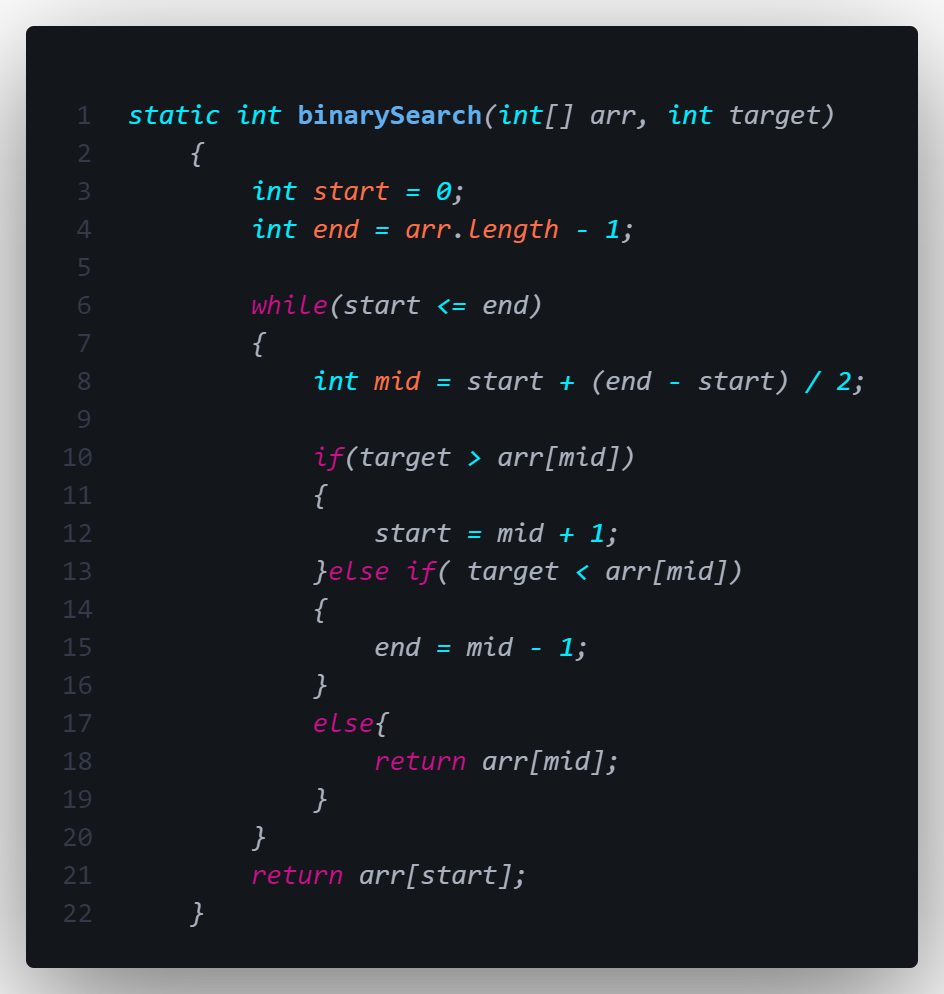 1 static int binarySearch(int[] arr, int target)
2     {
3         int start = 0;
4         int end = arr.length - 1;
5
6         while(start <= end)
7         {
8             int mid = start + (end - start) / 2;
9
10             if(target > arr[mid])
11             {
12                 start = mid + 1;
13             }else if( target < arr[mid])
14             {
15                 end = mid - 1;
16             }
17             else{
18                 return arr[mid];
19             }
20         }
21         return arr[start];
22     }